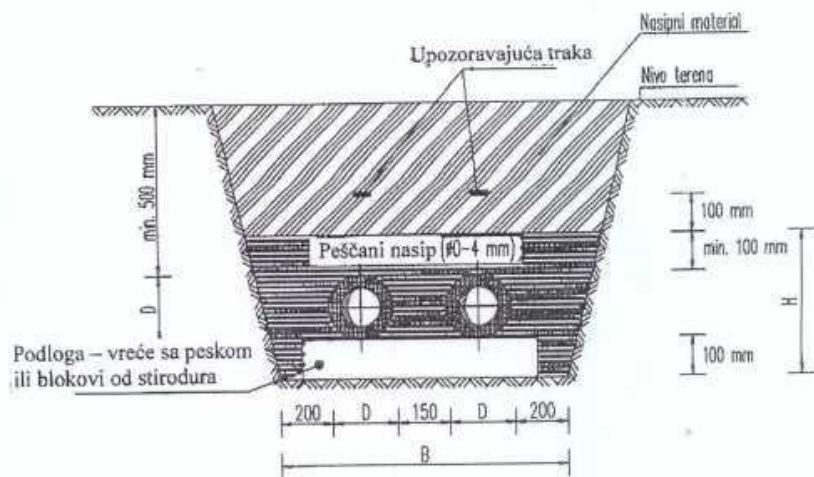 Nasipni material
Upozoravajuća traka
Nivo terena
min. 500 mm
100 mm
Peščani nasip (ø0-4 mm)
min. 100 mm
D
H
Podloga – vreće sa peskom
ili blokovi od stirodura
100 mm
200 D 150 D 200
B